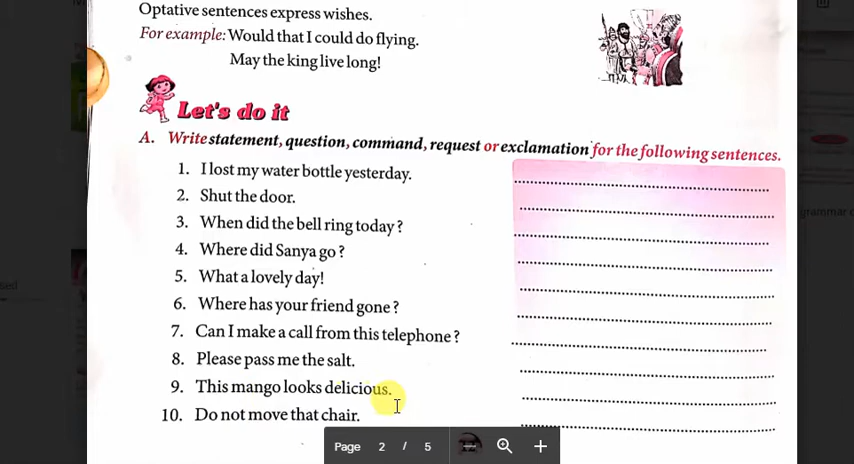 Optative sentences express wishes.
For example: Would that I could do flying.
May the king live long!
Let's do it
A. Write statement, question, command, request or exclamation for the following sentences.
1. I lost my water bottle yesterday.
2. Shut the door.
3. When did the bell ring today?
4. Where did Sanya go?
5. What a lovely day!
6. Where has your friend gone?
7. Can I make a call from this telephone?
8. Please pass me the salt.
9. This mango looks delicious.
10. Do not move that chair.
Page 2 / 5